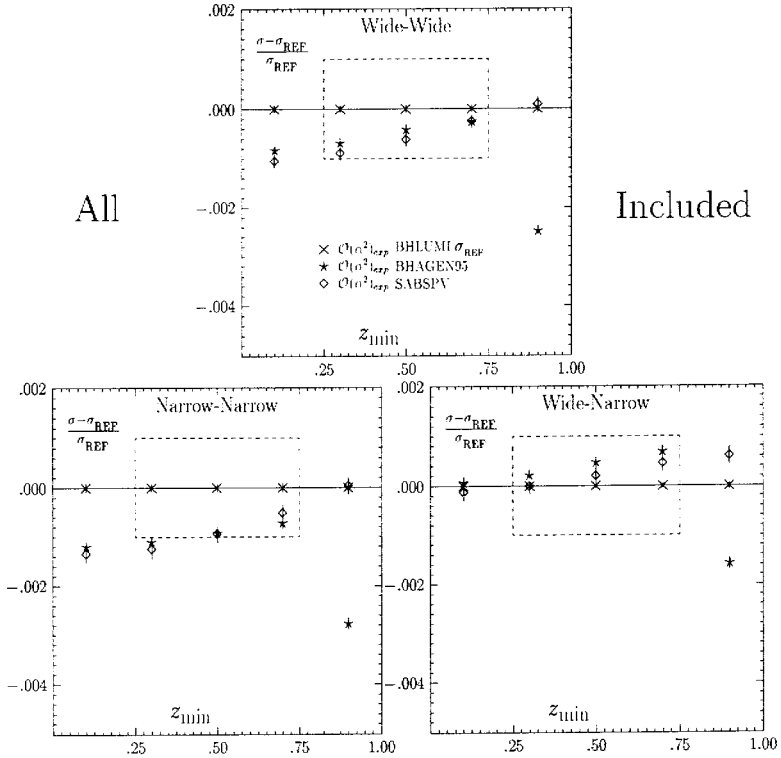 Wide-Wide
σ−σREF
σREF
.002
.000
−.002
−.004
All
Included
× 𝒪(α²)exp BHLUMI σREF
★ 𝒪(α²)exp BHAGEN95
◇ 𝒪(α²)exp SABSPV
zmin
.25 .50 .75 1.00
Narrow-Narrow
σ−σREF
σREF
.002
.000
−.002
−.004
zmin
.25 .50 .75 1.00
Wide-Narrow
σ−σREF
σREF
.002
.000
−.002
−.004
zmin
.25 .50 .75 1.00